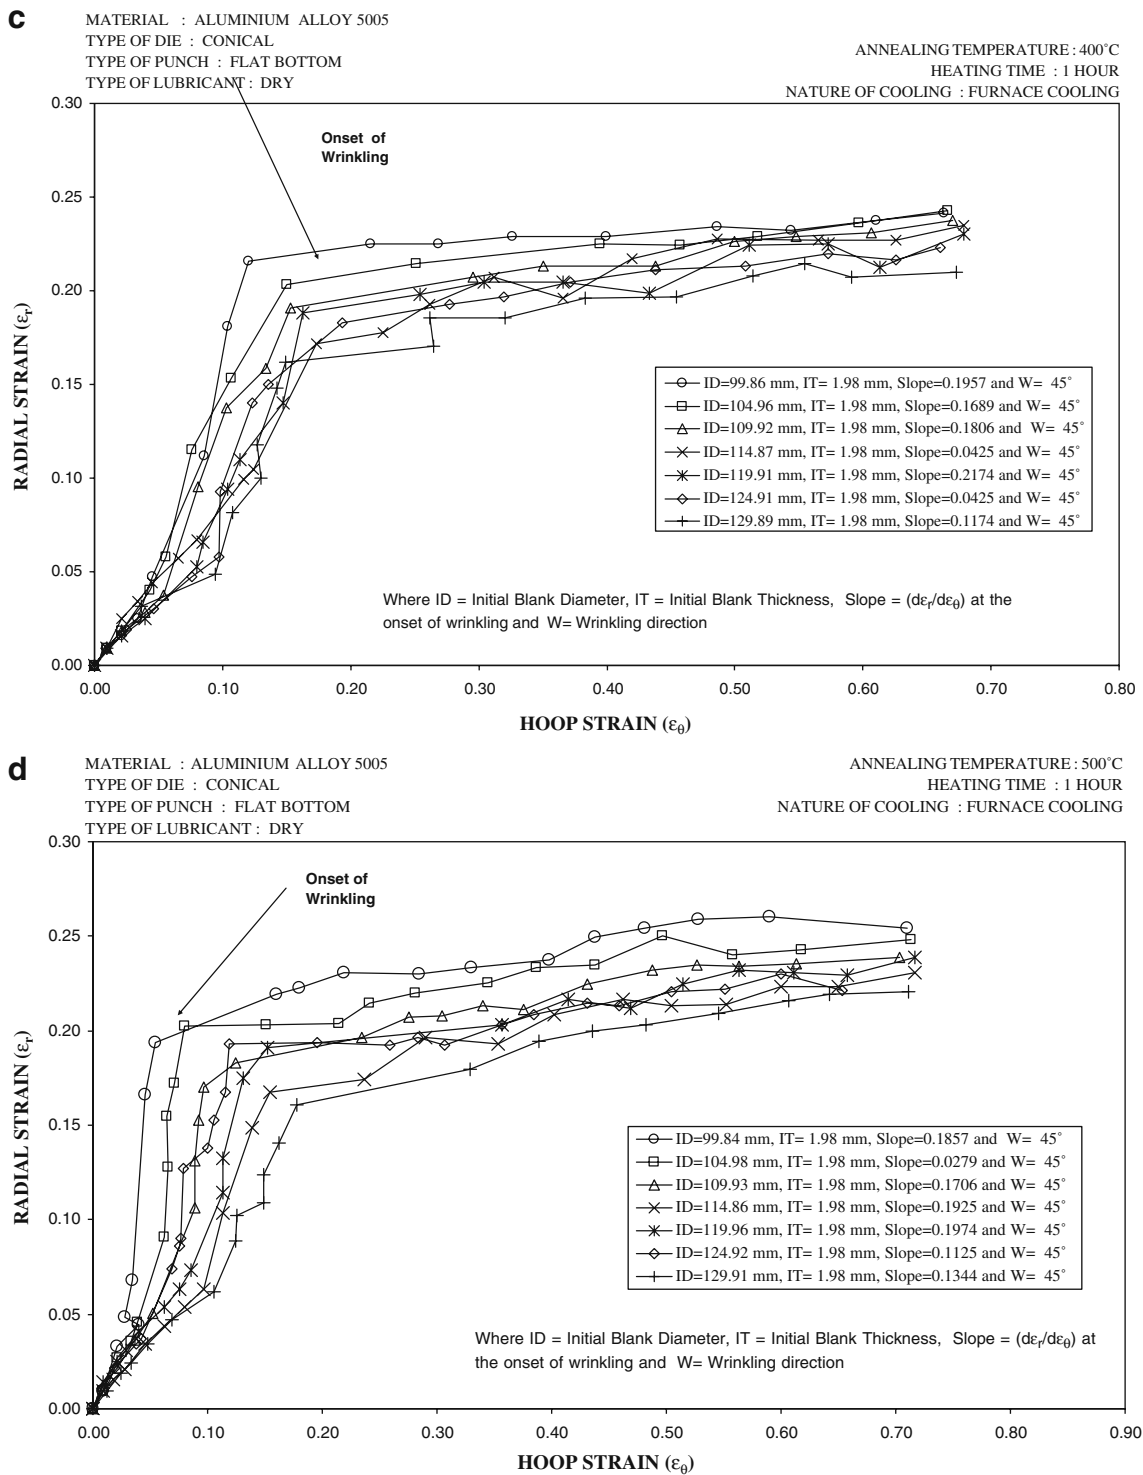 c
MATERIAL : ALUMINIUM ALLOY 5005
TYPE OF DIE : CONICAL
TYPE OF PUNCH : FLAT BOTTOM
TYPE OF LUBRICANT : DRY
ANNEALING TEMPERATURE : 400˚C
HEATING TIME : 1 HOUR
NATURE OF COOLING : FURNACE COOLING
0.30
0.25
0.20
0.15
0.10
0.05
0.00
RADIAL STRAIN (εr)
Onset of
Wrinkling
ID=99.86 mm, IT= 1.98 mm, Slope=0.1957 and W= 45˚
ID=104.96 mm, IT= 1.98 mm, Slope=0.1689 and W= 45˚
ID=109.92 mm, IT= 1.98 mm, Slope=0.1806 and W= 45˚
ID=114.87 mm, IT= 1.98 mm, Slope=0.0425 and W= 45˚
ID=119.91 mm, IT= 1.98 mm, Slope=0.2174 and W= 45˚
ID=124.91 mm, IT= 1.98 mm, Slope=0.0425 and W= 45˚
ID=129.89 mm, IT= 1.98 mm, Slope=0.1174 and W= 45˚
Where ID = Initial Blank Diameter, IT = Initial Blank Thickness, Slope = (dεr/dεθ) at the
onset of wrinkling and W= Wrinkling direction
0.00 0.10 0.20 0.30 0.40 0.50 0.60 0.70 0.80
HOOP STRAIN (εθ)
d
MATERIAL : ALUMINIUM ALLOY 5005
TYPE OF DIE : CONICAL
TYPE OF PUNCH : FLAT BOTTOM
TYPE OF LUBRICANT : DRY
ANNEALING TEMPERATURE : 500˚C
HEATING TIME : 1 HOUR
NATURE OF COOLING : FURNACE COOLING
0.30
0.25
0.20
0.15
0.10
0.05
0.00
RADIAL STRAIN (εr)
Onset of
Wrinkling
ID=99.84 mm, IT= 1.98 mm, Slope=0.1857 and W= 45˚
ID=104.98 mm, IT= 1.98 mm, Slope=0.0279 and W= 45˚
ID=109.93 mm, IT= 1.98 mm, Slope=0.1706 and W= 45˚
ID=114.86 mm, IT= 1.98 mm, Slope=0.1925 and W= 45˚
ID=119.96 mm, IT= 1.98 mm, Slope=0.1974 and W= 45˚
ID=124.92 mm, IT= 1.98 mm, Slope=0.1125 and W= 45˚
ID=129.91 mm, IT= 1.98 mm, Slope=0.1344 and W= 45˚
Where ID = Initial Blank Diameter, IT = Initial Blank Thickness, Slope = (dεr/dεθ) at
the onset of wrinkling and W= Wrinkling direction
0.00 0.10 0.20 0.30 0.40 0.50 0.60 0.70 0.80 0.90
HOOP STRAIN (εθ)